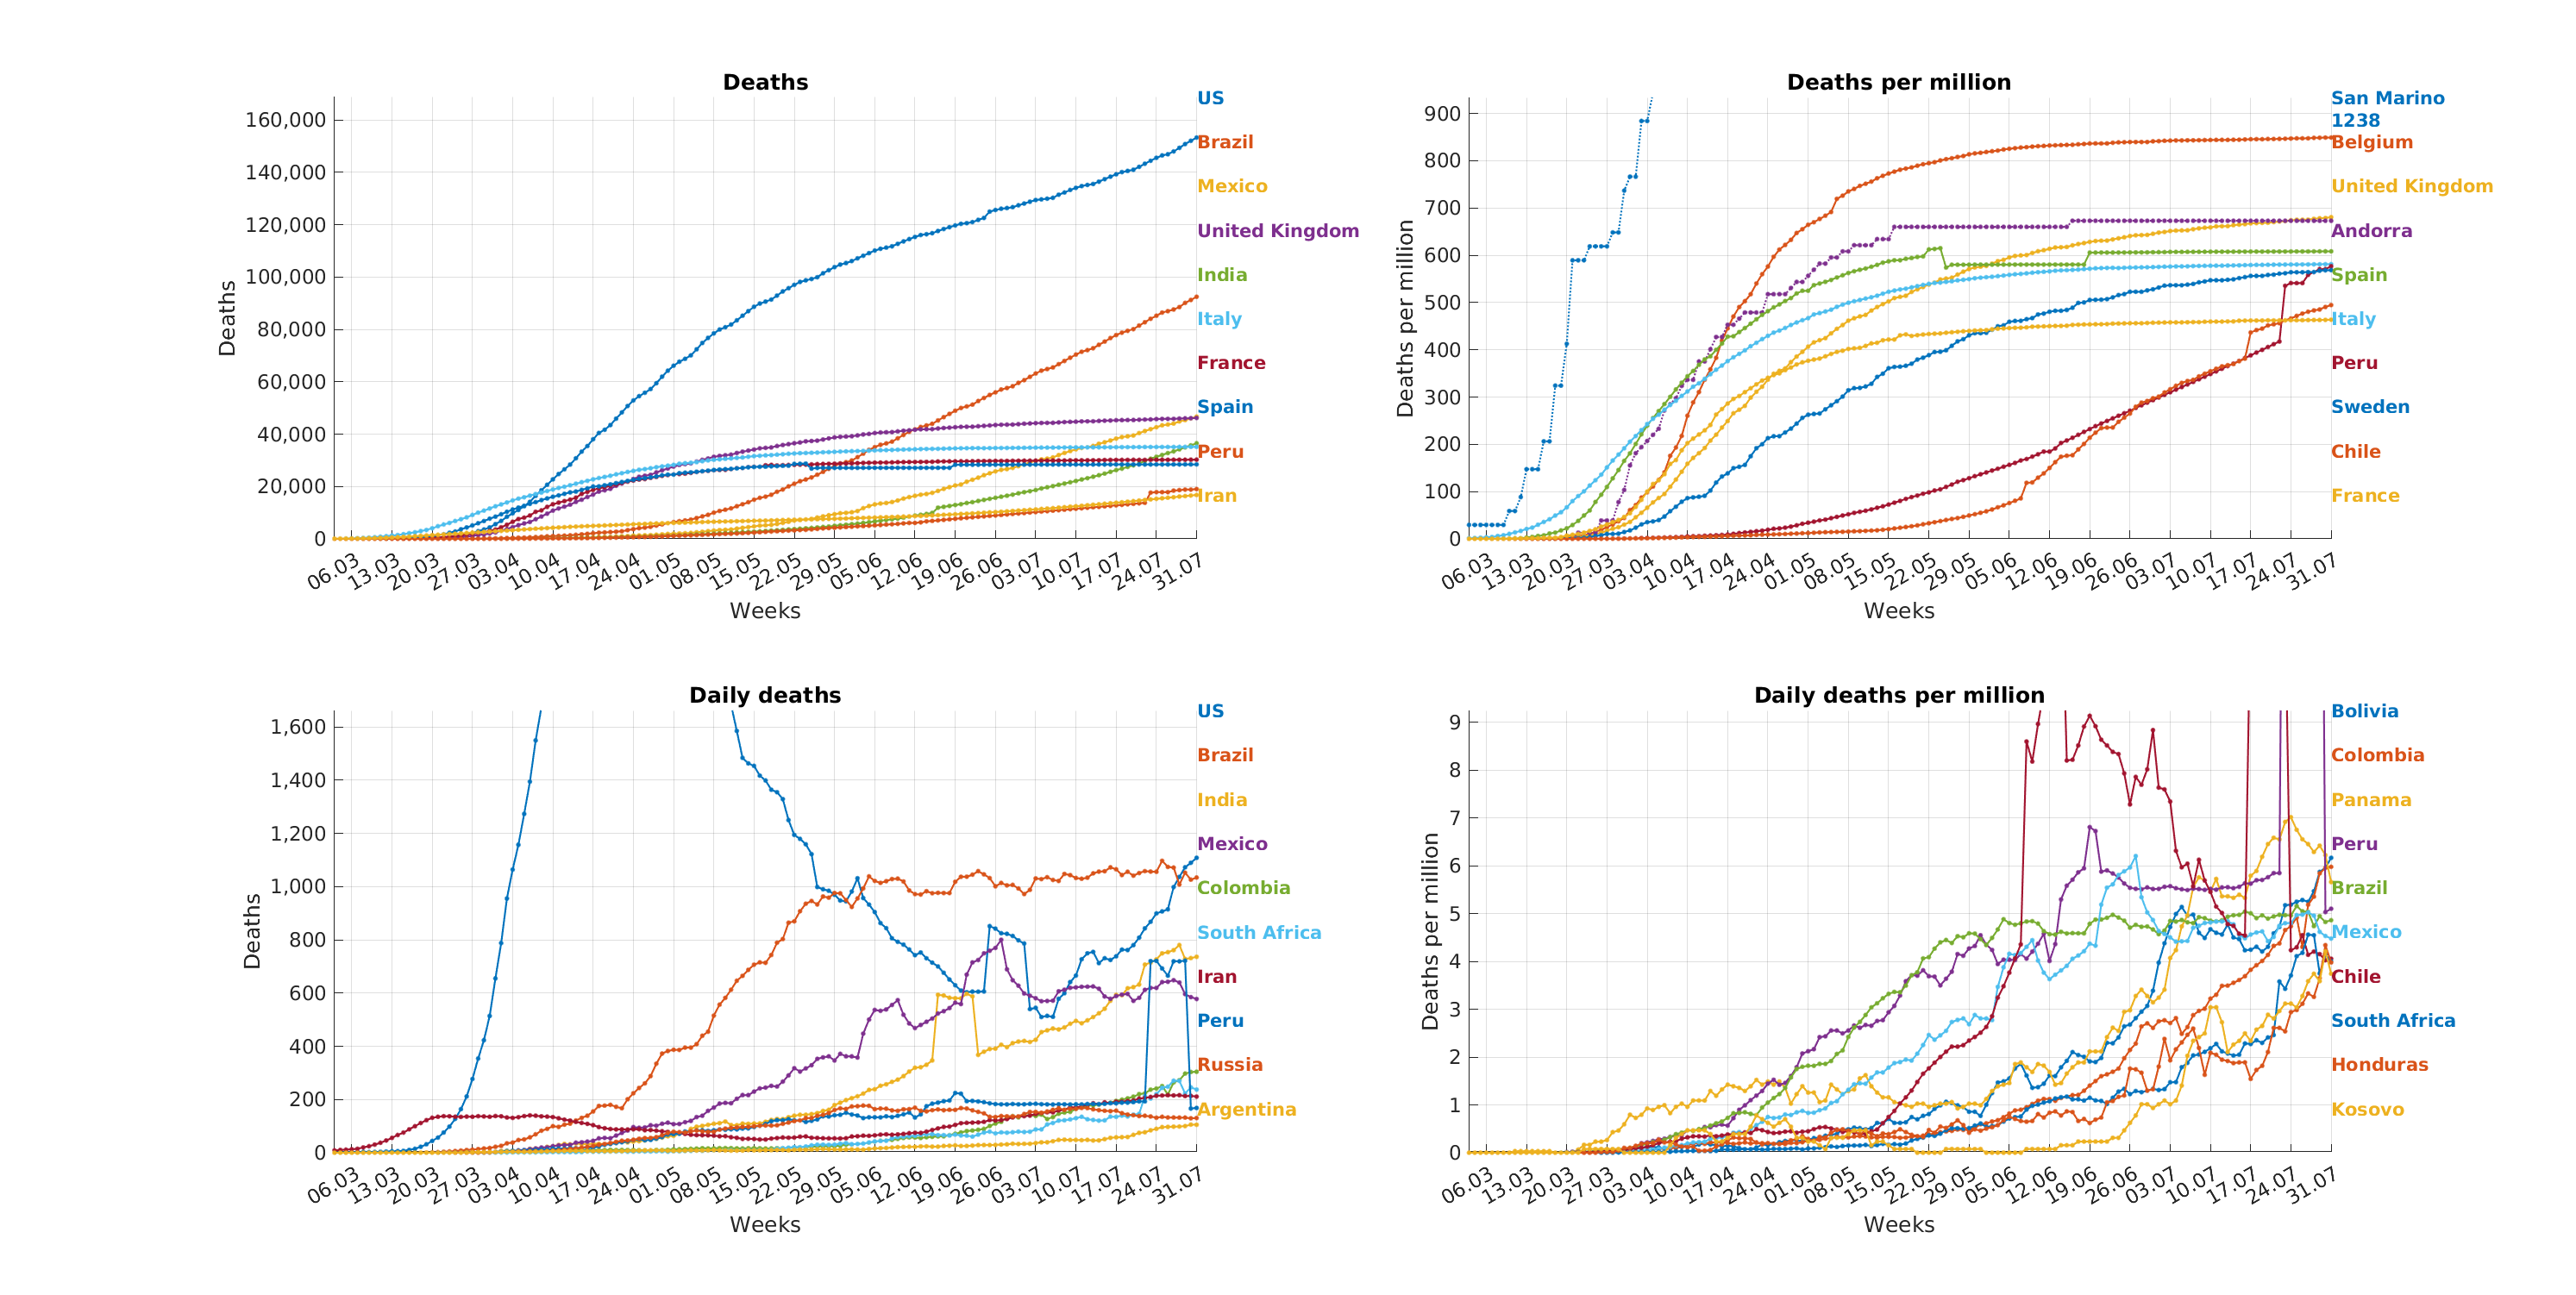 Deaths
160,000
140,000
120,000
100,000
80,000
60,000
40,000
20,000
0
Deaths
06.03
13.03
20.03
27.03
03.04
10.04
17.04
24.04
01.05
08.05
15.05
22.05
29.05
05.06
12.06
19.06
26.06
03.07
10.07
17.07
24.07
31.07
Weeks
US
Brazil
Mexico
United Kingdom
India
Italy
France
Spain
Peru
Iran
Deaths per million
900
800
700
600
500
400
300
200
100
0
Deaths per million
06.03
13.03
20.03
27.03
03.04
10.04
17.04
24.04
01.05
08.05
15.05
22.05
29.05
05.06
12.06
19.06
26.06
03.07
10.07
17.07
24.07
31.07
Weeks
San Marino
1238
Belgium
United Kingdom
Andorra
Spain
Italy
Peru
Sweden
Chile
France
Daily deaths
1,600
1,400
1,200
1,000
800
600
400
200
0
Deaths
06.03
13.03
20.03
27.03
03.04
10.04
17.04
24.04
01.05
08.05
15.05
22.05
29.05
05.06
12.06
19.06
26.06
03.07
10.07
17.07
24.07
31.07
Weeks
US
Brazil
India
Mexico
Colombia
South Africa
Iran
Peru
Russia
Argentina
Daily deaths per million
9
8
7
6
5
4
3
2
1
0
Deaths per million
06.03
13.03
20.03
27.03
03.04
10.04
17.04
24.04
01.05
08.05
15.05
22.05
29.05
05.06
12.06
19.06
26.06
03.07
10.07
17.07
24.07
31.07
Weeks
Bolivia
Colombia
Panama
Peru
Brazil
Mexico
Chile
South Africa
Honduras
Kosovo